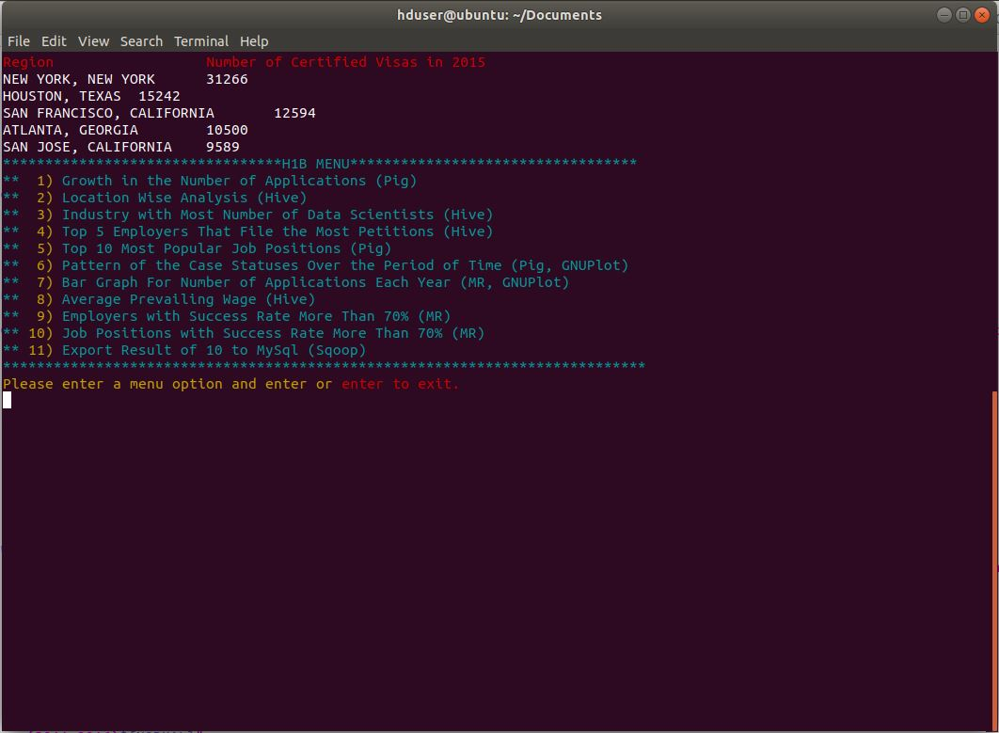 hduser@ubuntu: ~/Documents
File Edit View Search Terminal Help
Region Number of Certified Visas in 2015
NEW YORK, NEW YORK 31266
HOUSTON, TEXAS 15242
SAN FRANCISCO, CALIFORNIA 12594
ATLANTA, GEORGIA 10500
SAN JOSE, CALIFORNIA 9589
*********************************H1B MENU**********************************
** 1) Growth in the Number of Applications (Pig)
** 2) Location Wise Analysis (Hive)
** 3) Industry with Most Number of Data Scientists (Hive)
** 4) Top 5 Employers That File the Most Petitions (Hive)
** 5) Top 10 Most Popular Job Positions (Pig)
** 6) Pattern of the Case Statuses Over the Period of Time (Pig, GNUPlot)
** 7) Bar Graph For Number of Applications Each Year (MR, GNUPlot)
** 8) Average Prevailing Wage (Hive)
** 9) Employers with Success Rate More Than 70% (MR)
** 10) Job Positions with Success Rate More Than 70% (MR)
** 11) Export Result of 10 to MySql (Sqoop)
****************************************************************************
Please enter a menu option and enter or enter to exit.